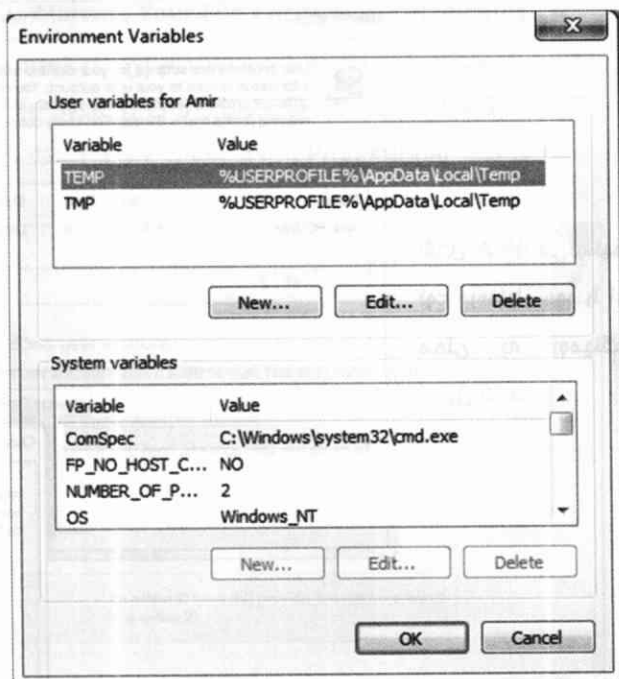 Environment Variables
User variables for Amir
Variable Value
TEMP %USERPROFILE%\AppData\Local\Temp
TMP %USERPROFILE%\AppData\Local\Temp
New... Edit... Delete
System variables
Variable Value
ComSpec C:\Windows\system32\cmd.exe
FP_NO_HOST_C... NO
NUMBER_OF_P... 2
OS Windows_NT
New... Edit... Delete
OK Cancel